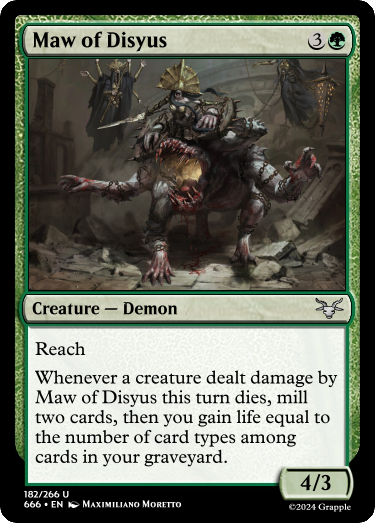 Maw of Disyus 3
Creature — Demon
Reach
Whenever a creature dealt damage by
Maw of Disyus this turn dies, mill
two cards, then you gain life equal to
the number of card types among
cards in your graveyard.
4/3
182/266 U
666 • EN Maximiliano Moretto
©2024 Grapple